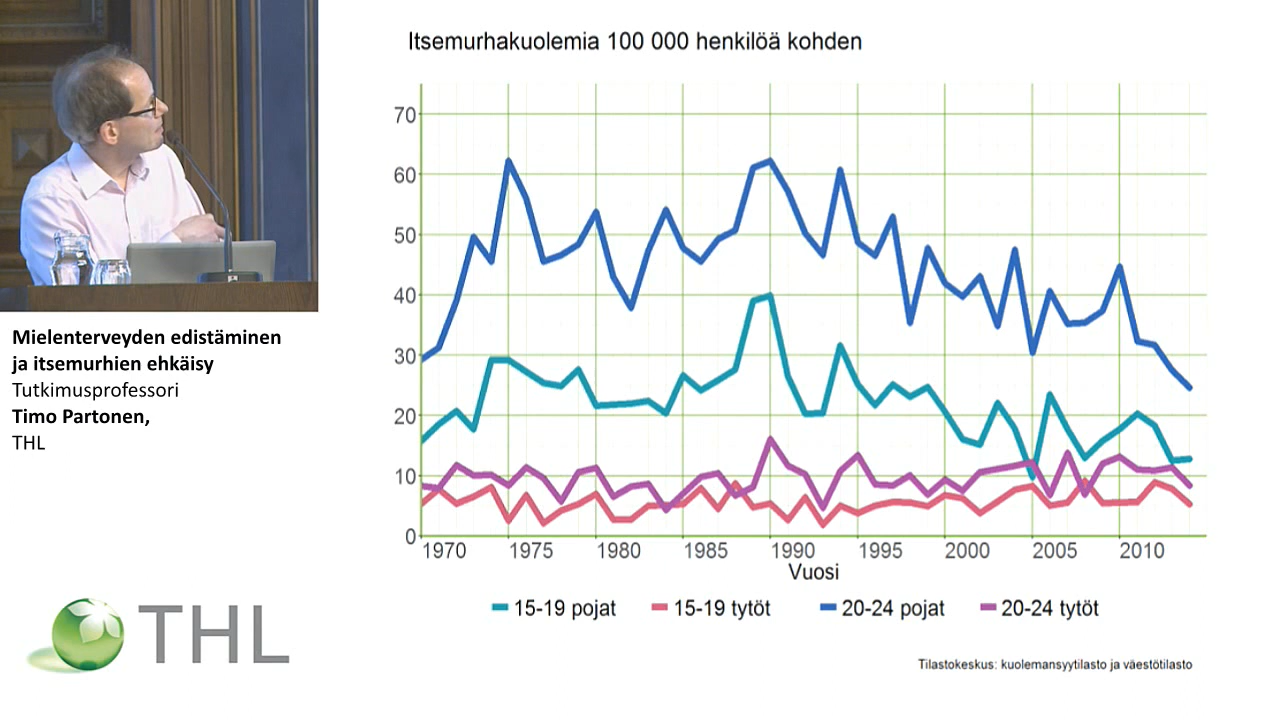 Itsemurhakuolemia 100 000 henkilöä kohden
70
60
50
40
30
20
10
0
1970 1975 1980 1985 1990 1995 2000 2005 2010
Vuosi
15-19 pojat 15-19 tytöt 20-24 pojat 20-24 tytöt
Tilastokeskus: kuolemansyytilasto ja väestötilasto
Mielenterveyden edistäminen
ja itsemurhien ehkäisy
Tutkimusprofessori
Timo Partonen,
THL
THL